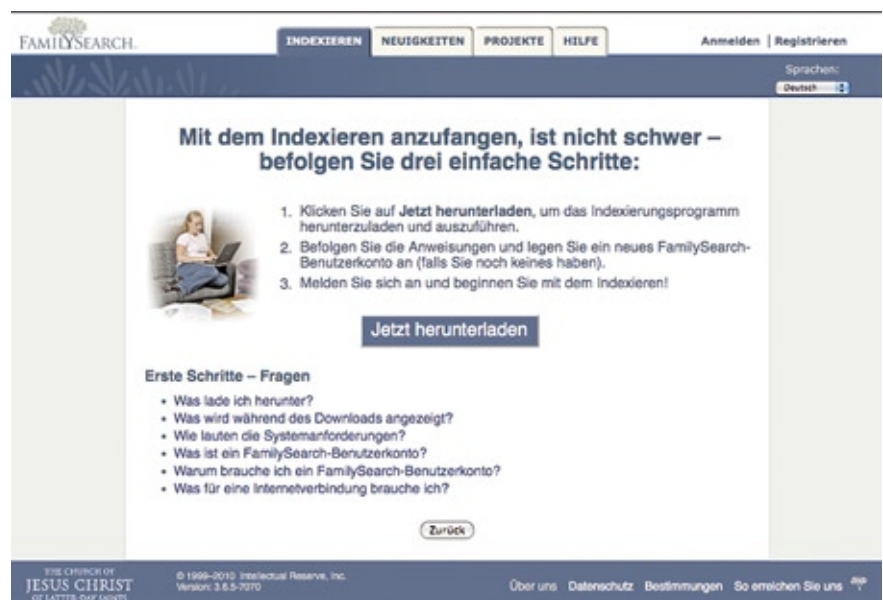 FAMILYSEARCH.
INDEXIEREN NEUIGKEITEN PROJEKTE HILFE
Anmelden | Registrieren
Sprachen:
Deutsch
Mit dem Indexieren anzufangen, ist nicht schwer –
befolgen Sie drei einfache Schritte:
1. Klicken Sie auf Jetzt herunterladen, um das Indexierungsprogramm
herunterzuladen und auszuführen.
2. Befolgen Sie die Anweisungen und legen Sie ein neues FamilySearch-
Benutzerkonto an (falls Sie noch keines haben).
3. Melden Sie sich an und beginnen Sie mit dem Indexieren!
Jetzt herunterladen
Erste Schritte – Fragen
• Was lade ich herunter?
• Was wird während des Downloads angezeigt?
• Wie lauten die Systemanforderungen?
• Was ist ein FamilySearch-Benutzerkonto?
• Warum brauche ich ein FamilySearch-Benutzerkonto?
• Was für eine Internetverbindung brauche ich?
Zurück
THE CHURCH OF
JESUS CHRIST
OF LATTER-DAY SAINTS
© 1999–2010 Intellectual Reserve, Inc.
Version: 3.6.5-7070
Über uns Datenschutz Bestimmungen So erreichen Sie uns